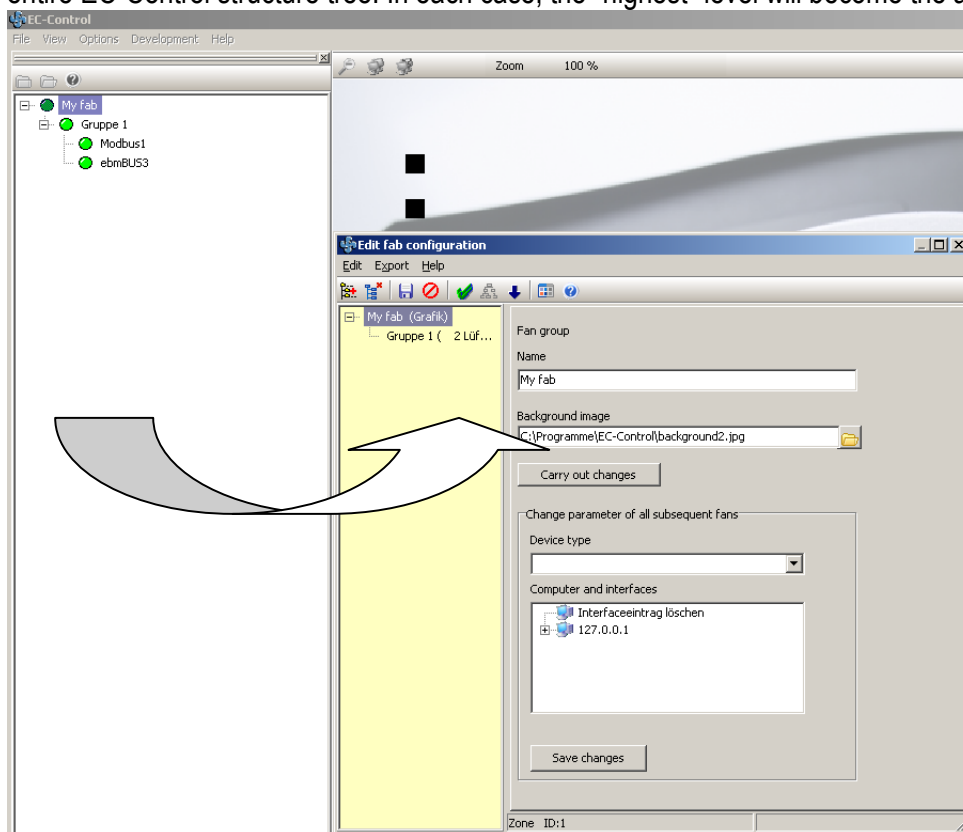 entire EC-Control structure tree. In each case, the "highest" level will become the
EC-Control
File View Options Development Help
Zoom 100 %
My fab
Gruppe 1
Modbus1
ebmBUS3
Edit fab configuration
Edit Export Help
My fab (Grafik)
Gruppe 1 ( 2 Lüf...
Fan group
Name
My fab
Background image
C:\Programme\EC-Control\background2.jpg
Carry out changes
Change parameter of all subsequent fans
Device type
Computer and interfaces
Interfaceeintrag löschen
127.0.0.1
Save changes
Zone ID:1